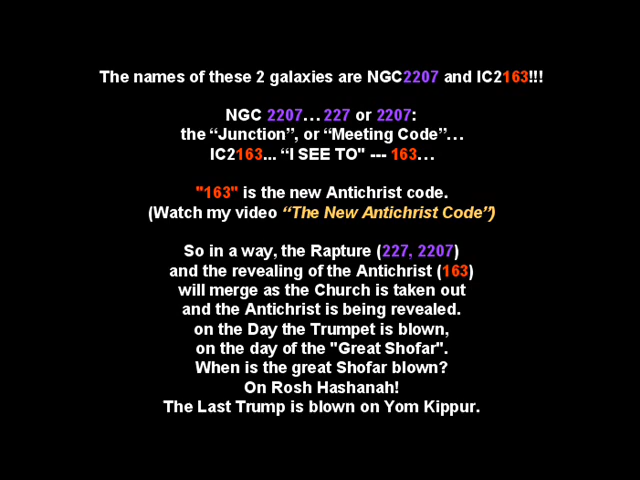 The names of these 2 galaxies are NGC2207 and IC2163!!!
NGC 2207... 227 or 2207:
the “Junction”, or “Meeting Code”...
IC2163... “I SEE TO" --- 163...
"163" is the new Antichrist code.
(Watch my video “The New Antichrist Code”)
So in a way, the Rapture (227, 2207)
and the revealing of the Antichrist (163)
will merge as the Church is taken out
and the Antichrist is being revealed.
on the Day the Trumpet is blown,
on the day of the "Great Shofar".
When is the great Shofar blown?
On Rosh Hashanah!
The Last Trump is blown on Yom Kippur.